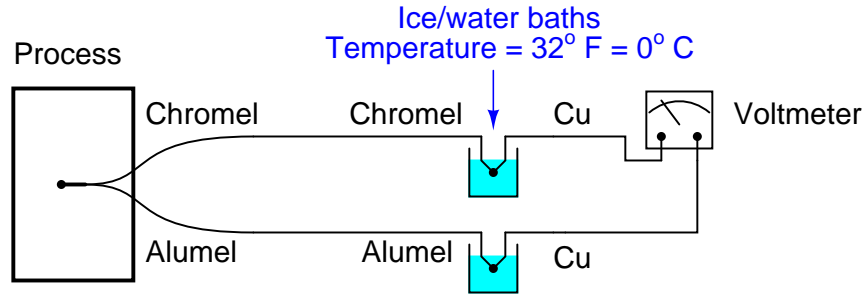 Ice/water baths
Temperature = 32° F = 0° C
Process
Chromel Chromel Cu Voltmeter
Alumel Alumel Cu